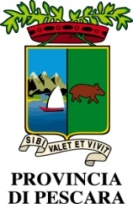 SIBI VALET ET VIVIT
PROVINCIA
DI PESCARA